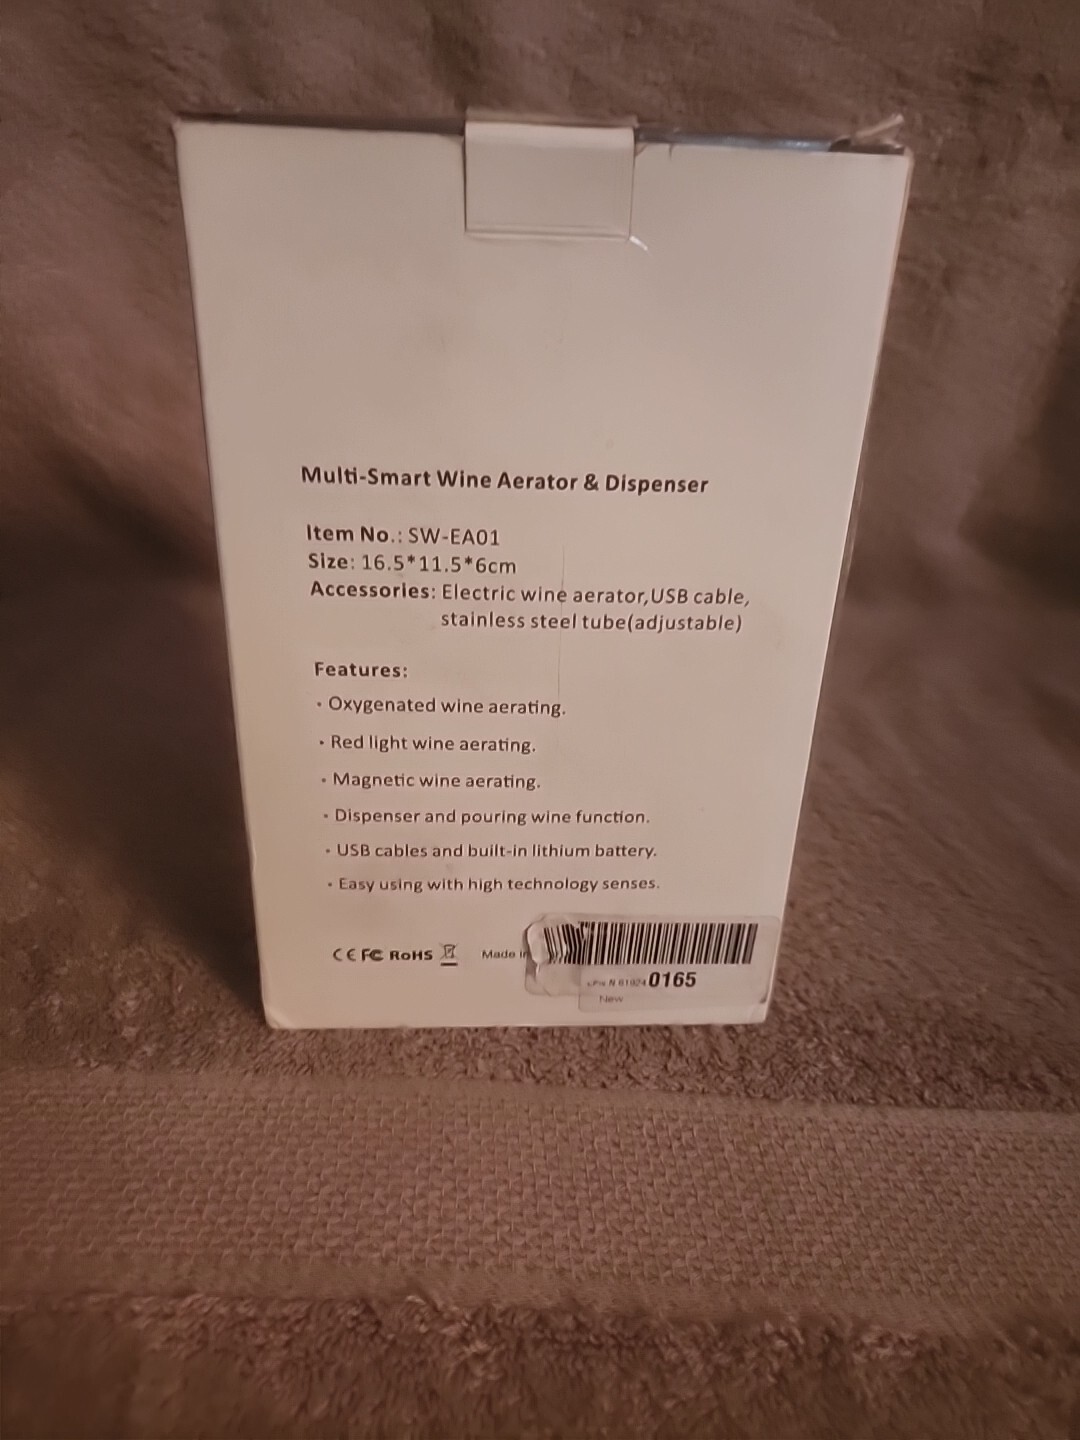 Multi-Smart Wine Aerator & Dispenser
Item No.: SW-EA01
Size: 16.5*11.5*6cm
Accessories: Electric wine aerator,USB cable,
stainless steel tube(adjustable)
Features:
· Oxygenated wine aerating.
· Red light wine aerating.
· Magnetic wine aerating.
· Dispenser and pouring wine function.
· USB cables and built-in lithium battery.
· Easy using with high technology senses.
CE FC RoHS Made in
0165
New